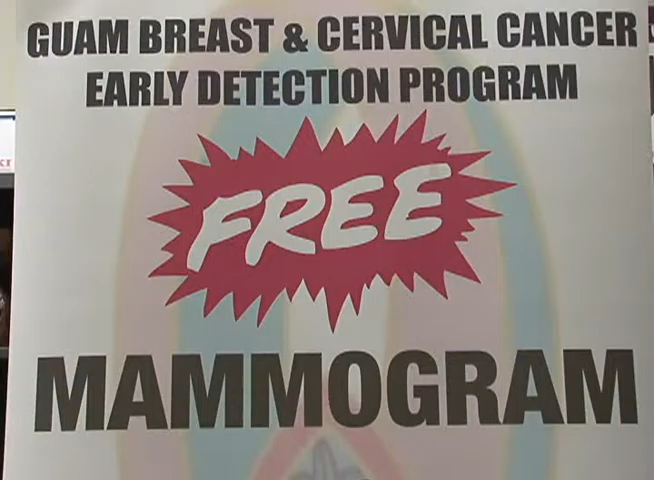 GUAM BREAST & CERVICAL CANCER
EARLY DETECTION PROGRAM
FREE
MAMMOGRAM